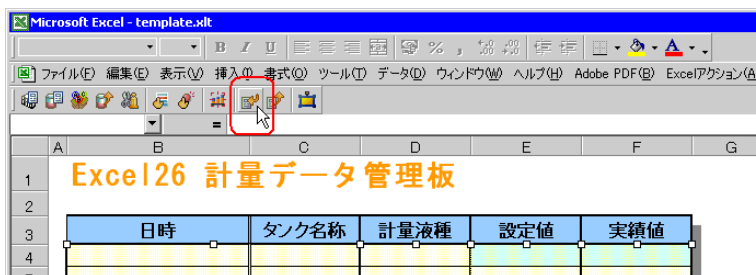 Microsoft Excel - template.xlt
B I U % ,
ファイル(F) 編集(E) 表示(V) 挿入(I) 書式(O) ツール(T) データ(D) ウィンドウ(W) ヘルプ(H) Adobe PDF(B) Excelアクション(A
=
A B C D E F G
1 Excel26 計量データ管理板
2
3 日時 タンク名称 計量液種 設定値 実績値
4